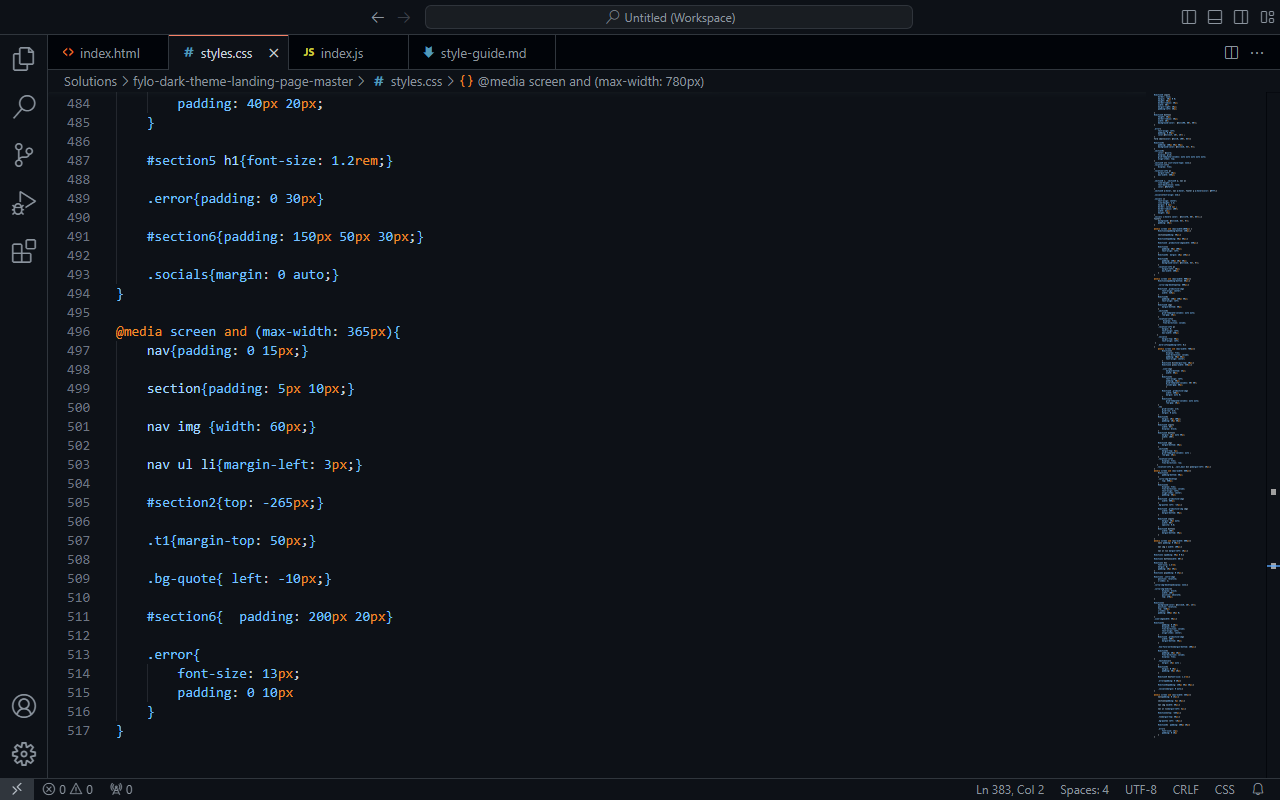 Untitled (Workspace)
index.html
styles.css
JS index.js
style-guide.md
Solutions > fylo-dark-theme-landing-page-master > # styles.css > {} @media screen and (max-width: 780px)
484 padding: 40px 20px;
485 }
486
487 #section5 h1{font-size: 1.2rem;}
488
489 .error{padding: 0 30px}
490
491 #section6{padding: 150px 50px 30px;}
492
493 .socials{margin: 0 auto;}
494 }
495
496 @media screen and (max-width: 365px){
497 nav{padding: 0 15px;}
498
499 section{padding: 5px 10px;}
500
501 nav img {width: 60px;}
502
503 nav ul li{margin-left: 3px;}
504
505 #section2{top: -265px;}
506
507 .t1{margin-top: 50px;}
508
509 .bg-quote{ left: -10px;}
510
511 #section6{  padding: 200px 20px}
512
513 .error{
514 font-size: 13px;
515 padding: 0 10px
516 }
517 }
0 0 0 Ln 383, Col 2 Spaces: 4 UTF-8 CRLF CSS